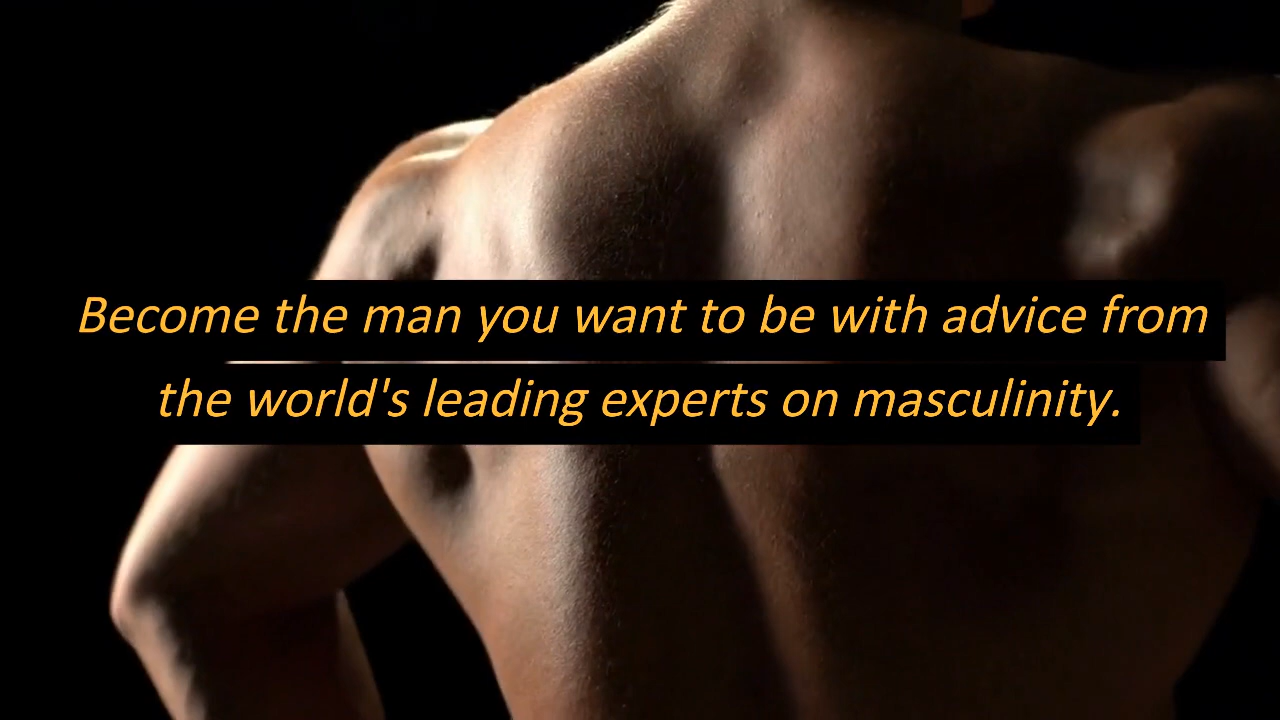 Become the man you want to be with advice from
the world's leading experts on masculinity.